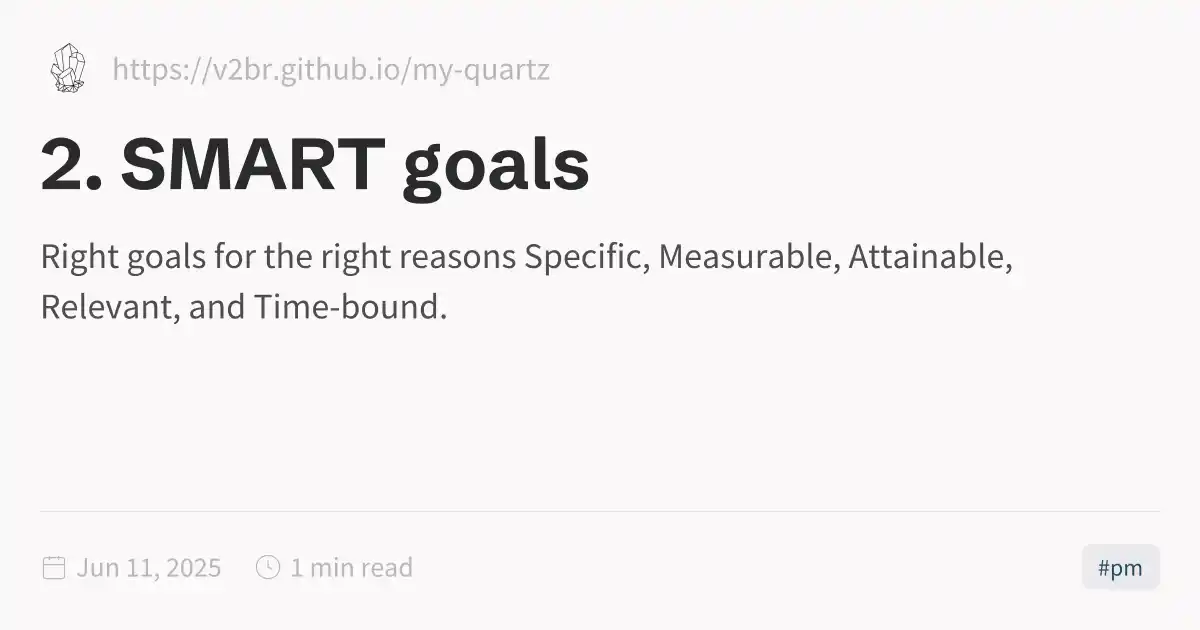 https://v2br.github.io/my-quartz
2. SMART goals
Right goals for the right reasons Specific, Measurable, Attainable,
Relevant, and Time-bound.
Jun 11, 2025
1 min read
#pm